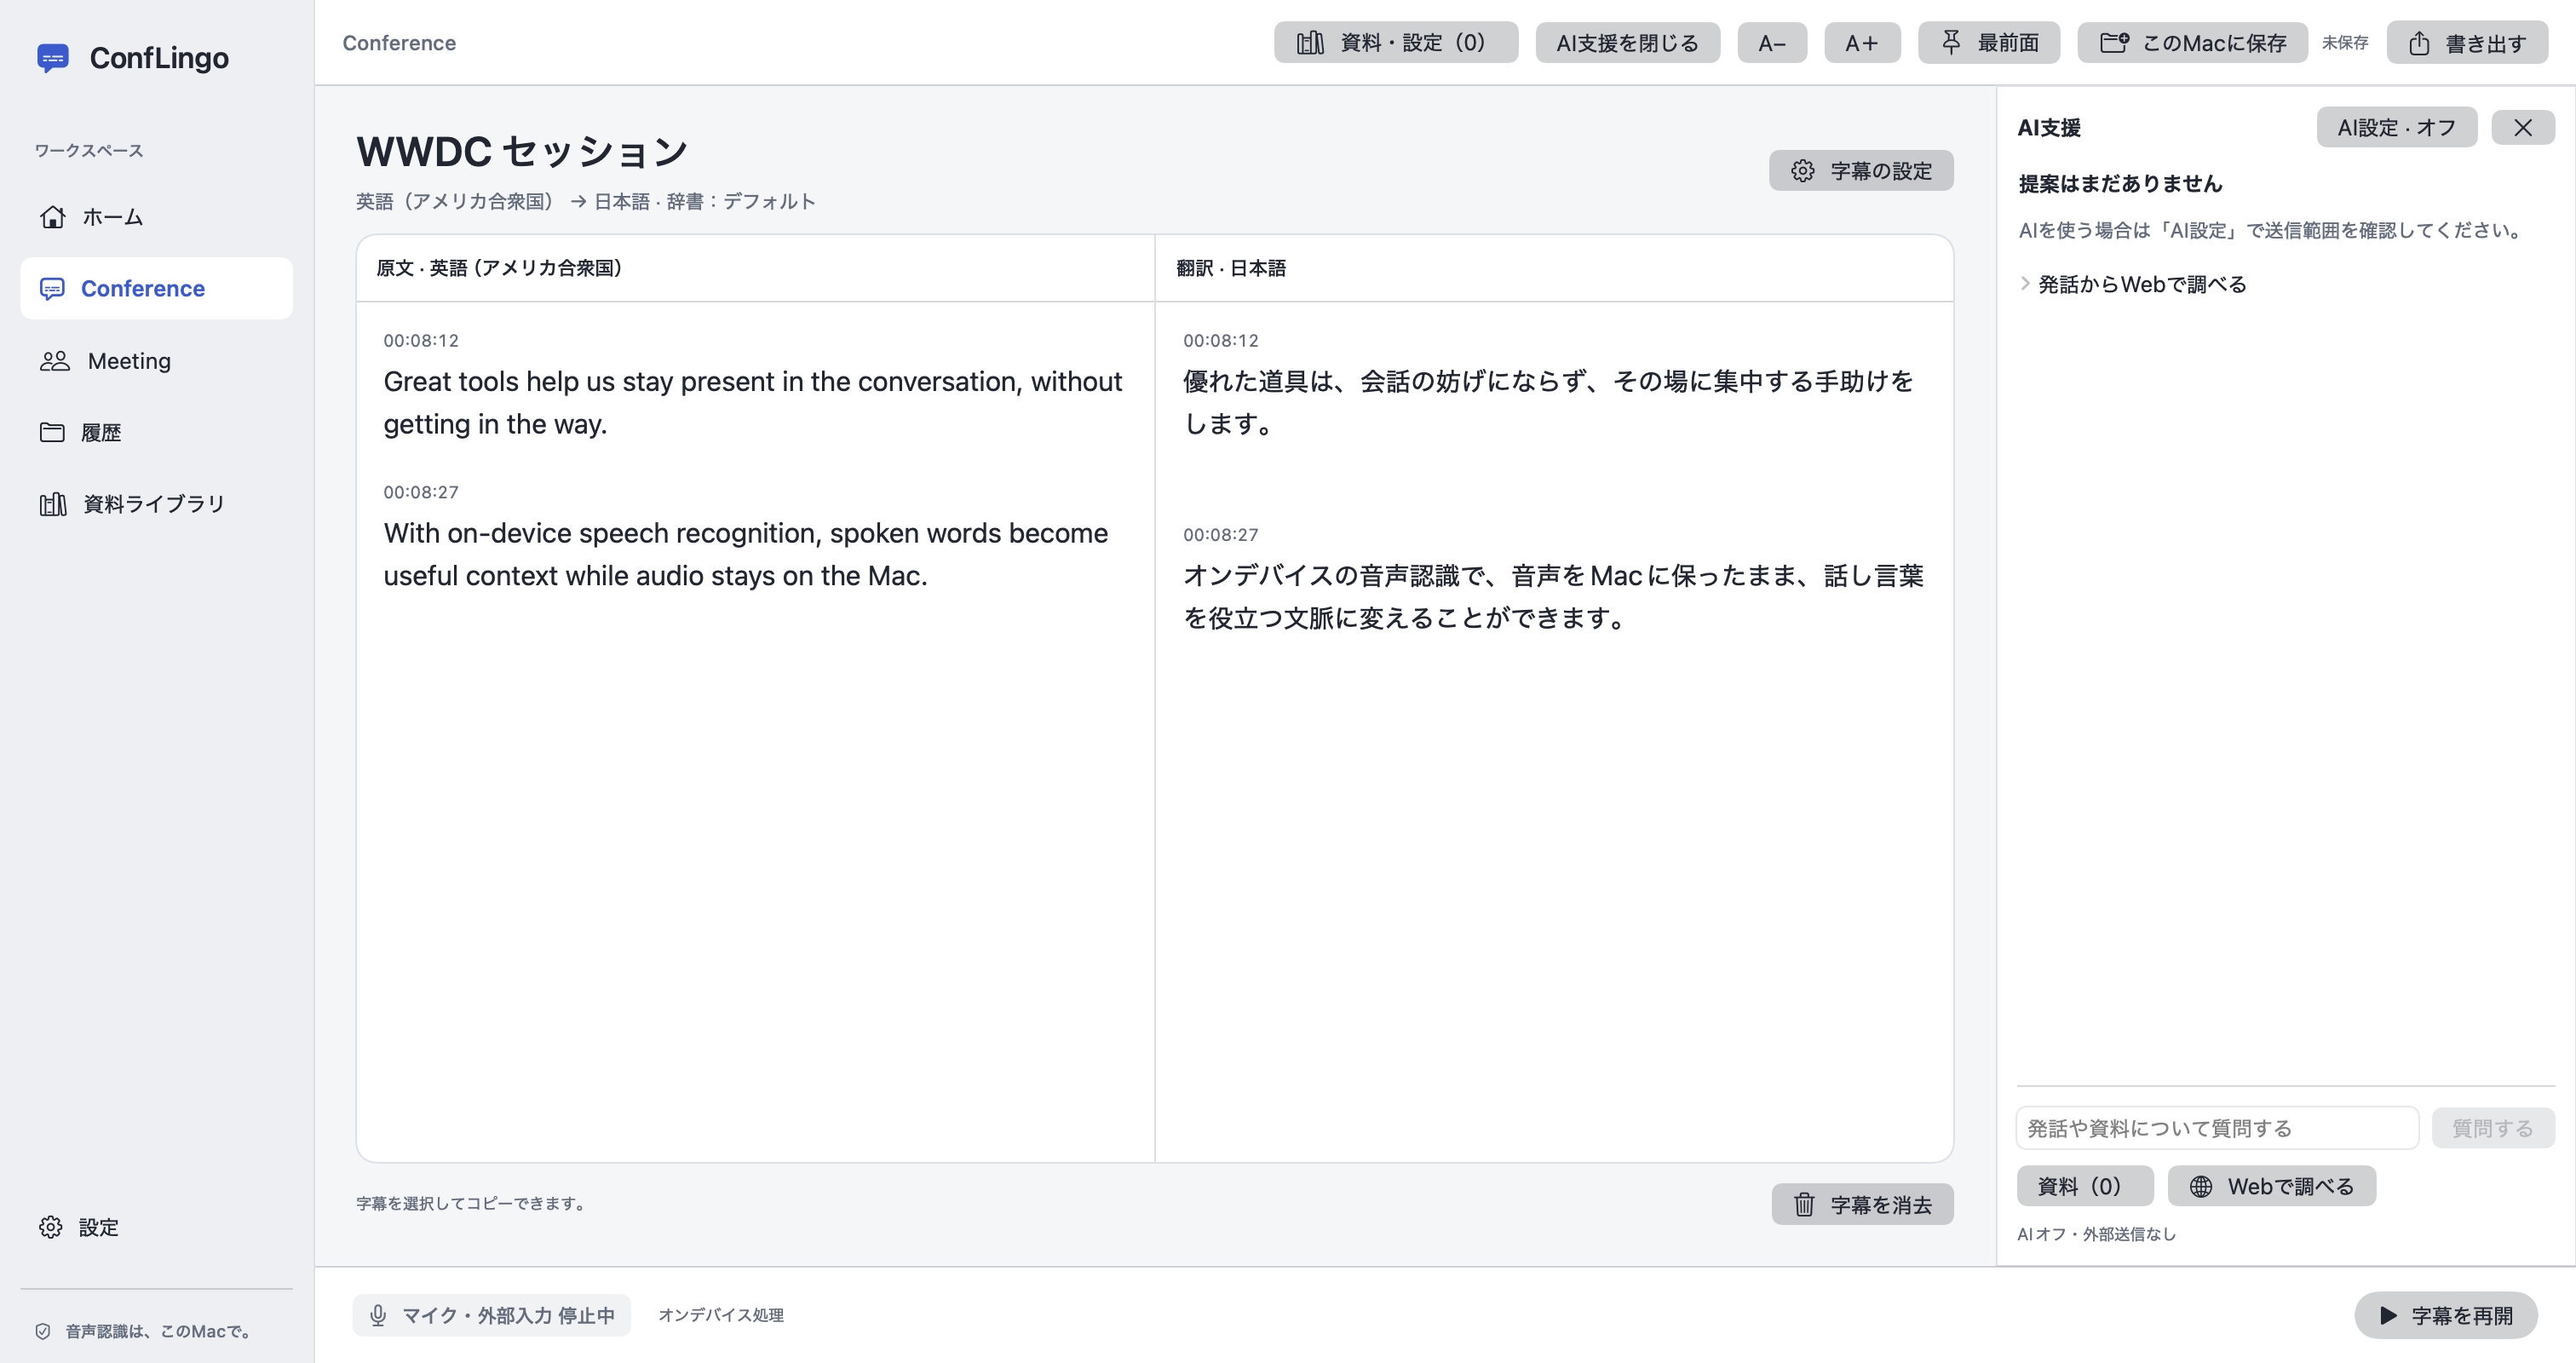 ConfLingo
ワークスペース
ホーム
Conference
Meeting
履歴
資料ライブラリ
設定
音声認識は、このMacで。
Conference
資料・設定（0）
AI支援を閉じる
A−
A+
最前面
このMacに保存
未保存
書き出す
WWDC セッション
英語（アメリカ合衆国） → 日本語 · 辞書：デフォルト
字幕の設定
原文 · 英語 (アメリカ合衆国)
00:08:12
Great tools help us stay present in the conversation, without
getting in the way.
00:08:27
With on-device speech recognition, spoken words become
useful context while audio stays on the Mac.
翻訳 · 日本語
00:08:12
優れた道具は、会話の妨げにならず、その場に集中する手助けを
します。
00:08:27
オンデバイスの音声認識で、音声をMacに保ったまま、話し言葉
を役立つ文脈に変えることができます。
字幕を選択してコピーできます。
字幕を消去
AI支援
AI設定 · オフ
提案はまだありません
AIを使う場合は「AI設定」で送信範囲を確認してください。
発話からWebで調べる
発話や資料について質問する
質問する
資料（0）
Webで調べる
AIオフ・外部送信なし
マイク・外部入力 停止中
オンデバイス処理
字幕を再開